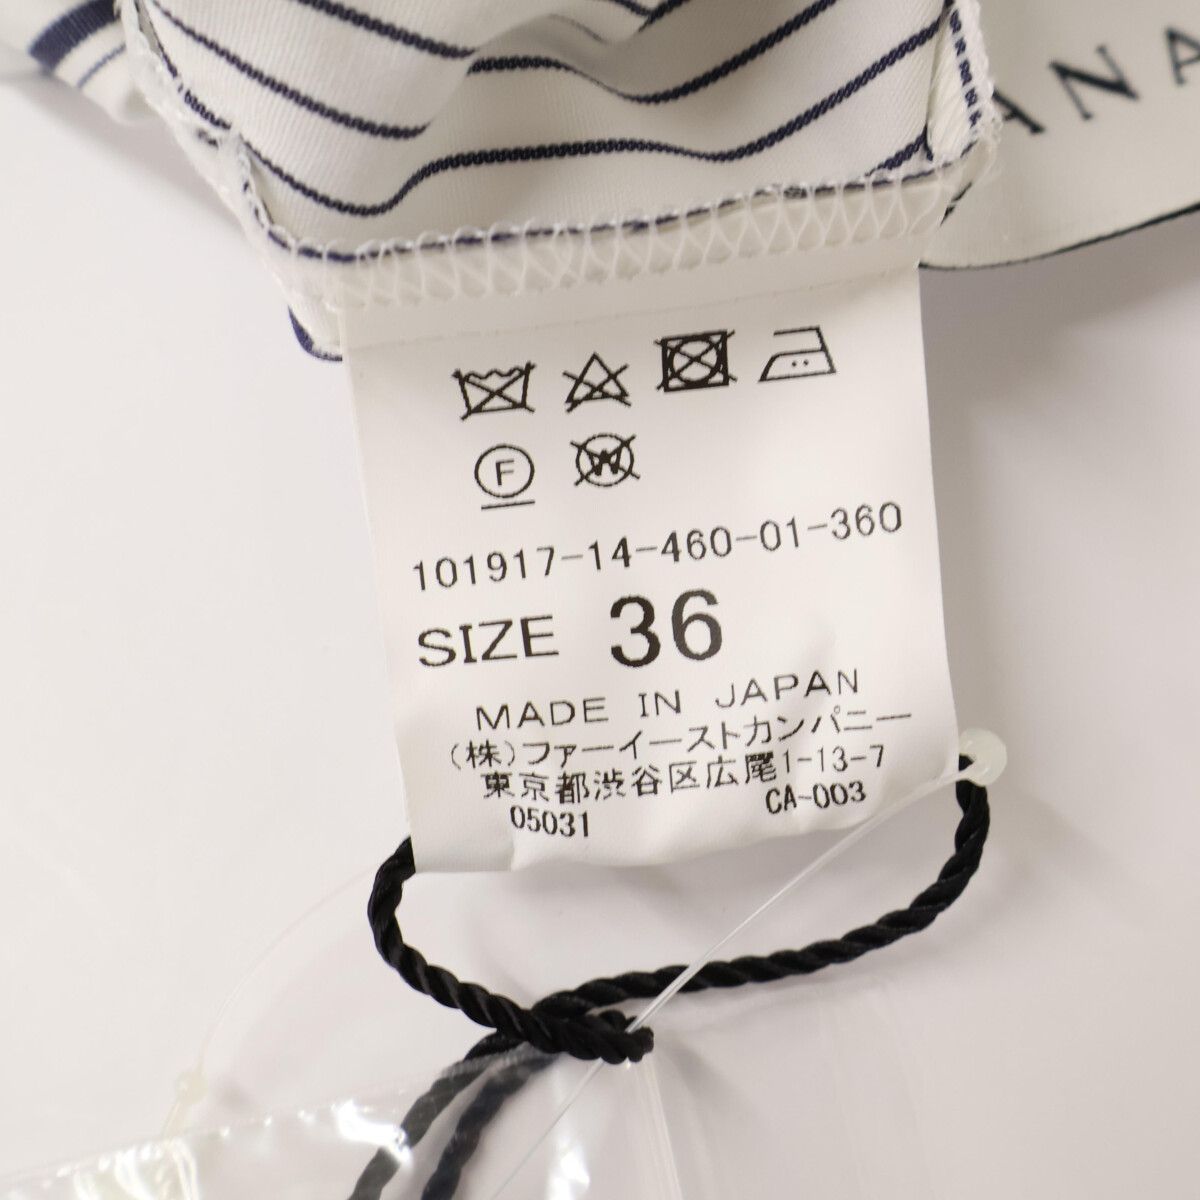 ANA
F
W
101917-14-460-01-360
SIZE 36
MADE IN JAPAN
(株)ファーイーストカンパニー
東京都渋谷区広尾1-13-7
05031 CA-003